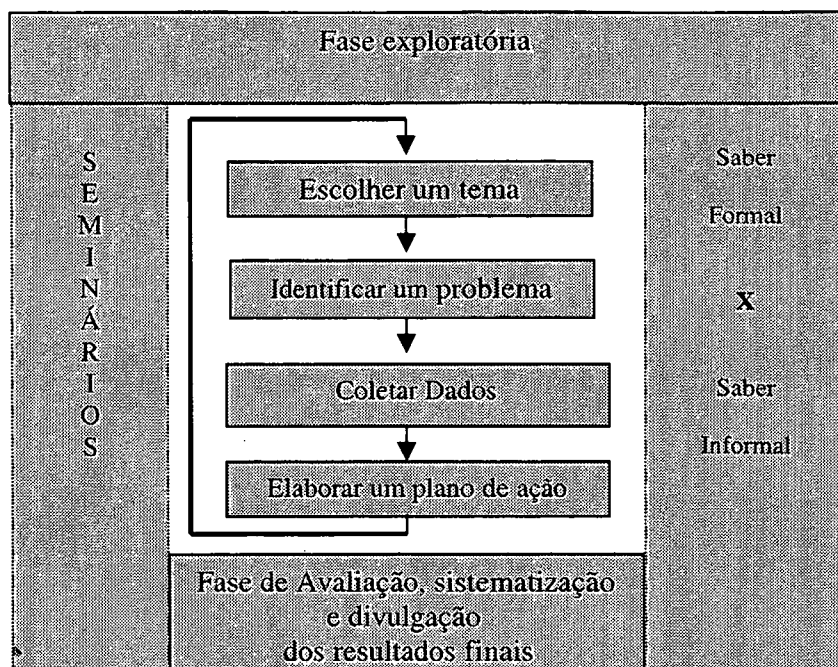 Fase exploratória
SEMINÁRIOS
Escolher um tema
Identificar um problema
Coletar Dados
Elaborar um plano de ação
Saber
Formal
X
Saber
Informal
Fase de Avaliação, sistematização
e divulgação
dos resultados finais